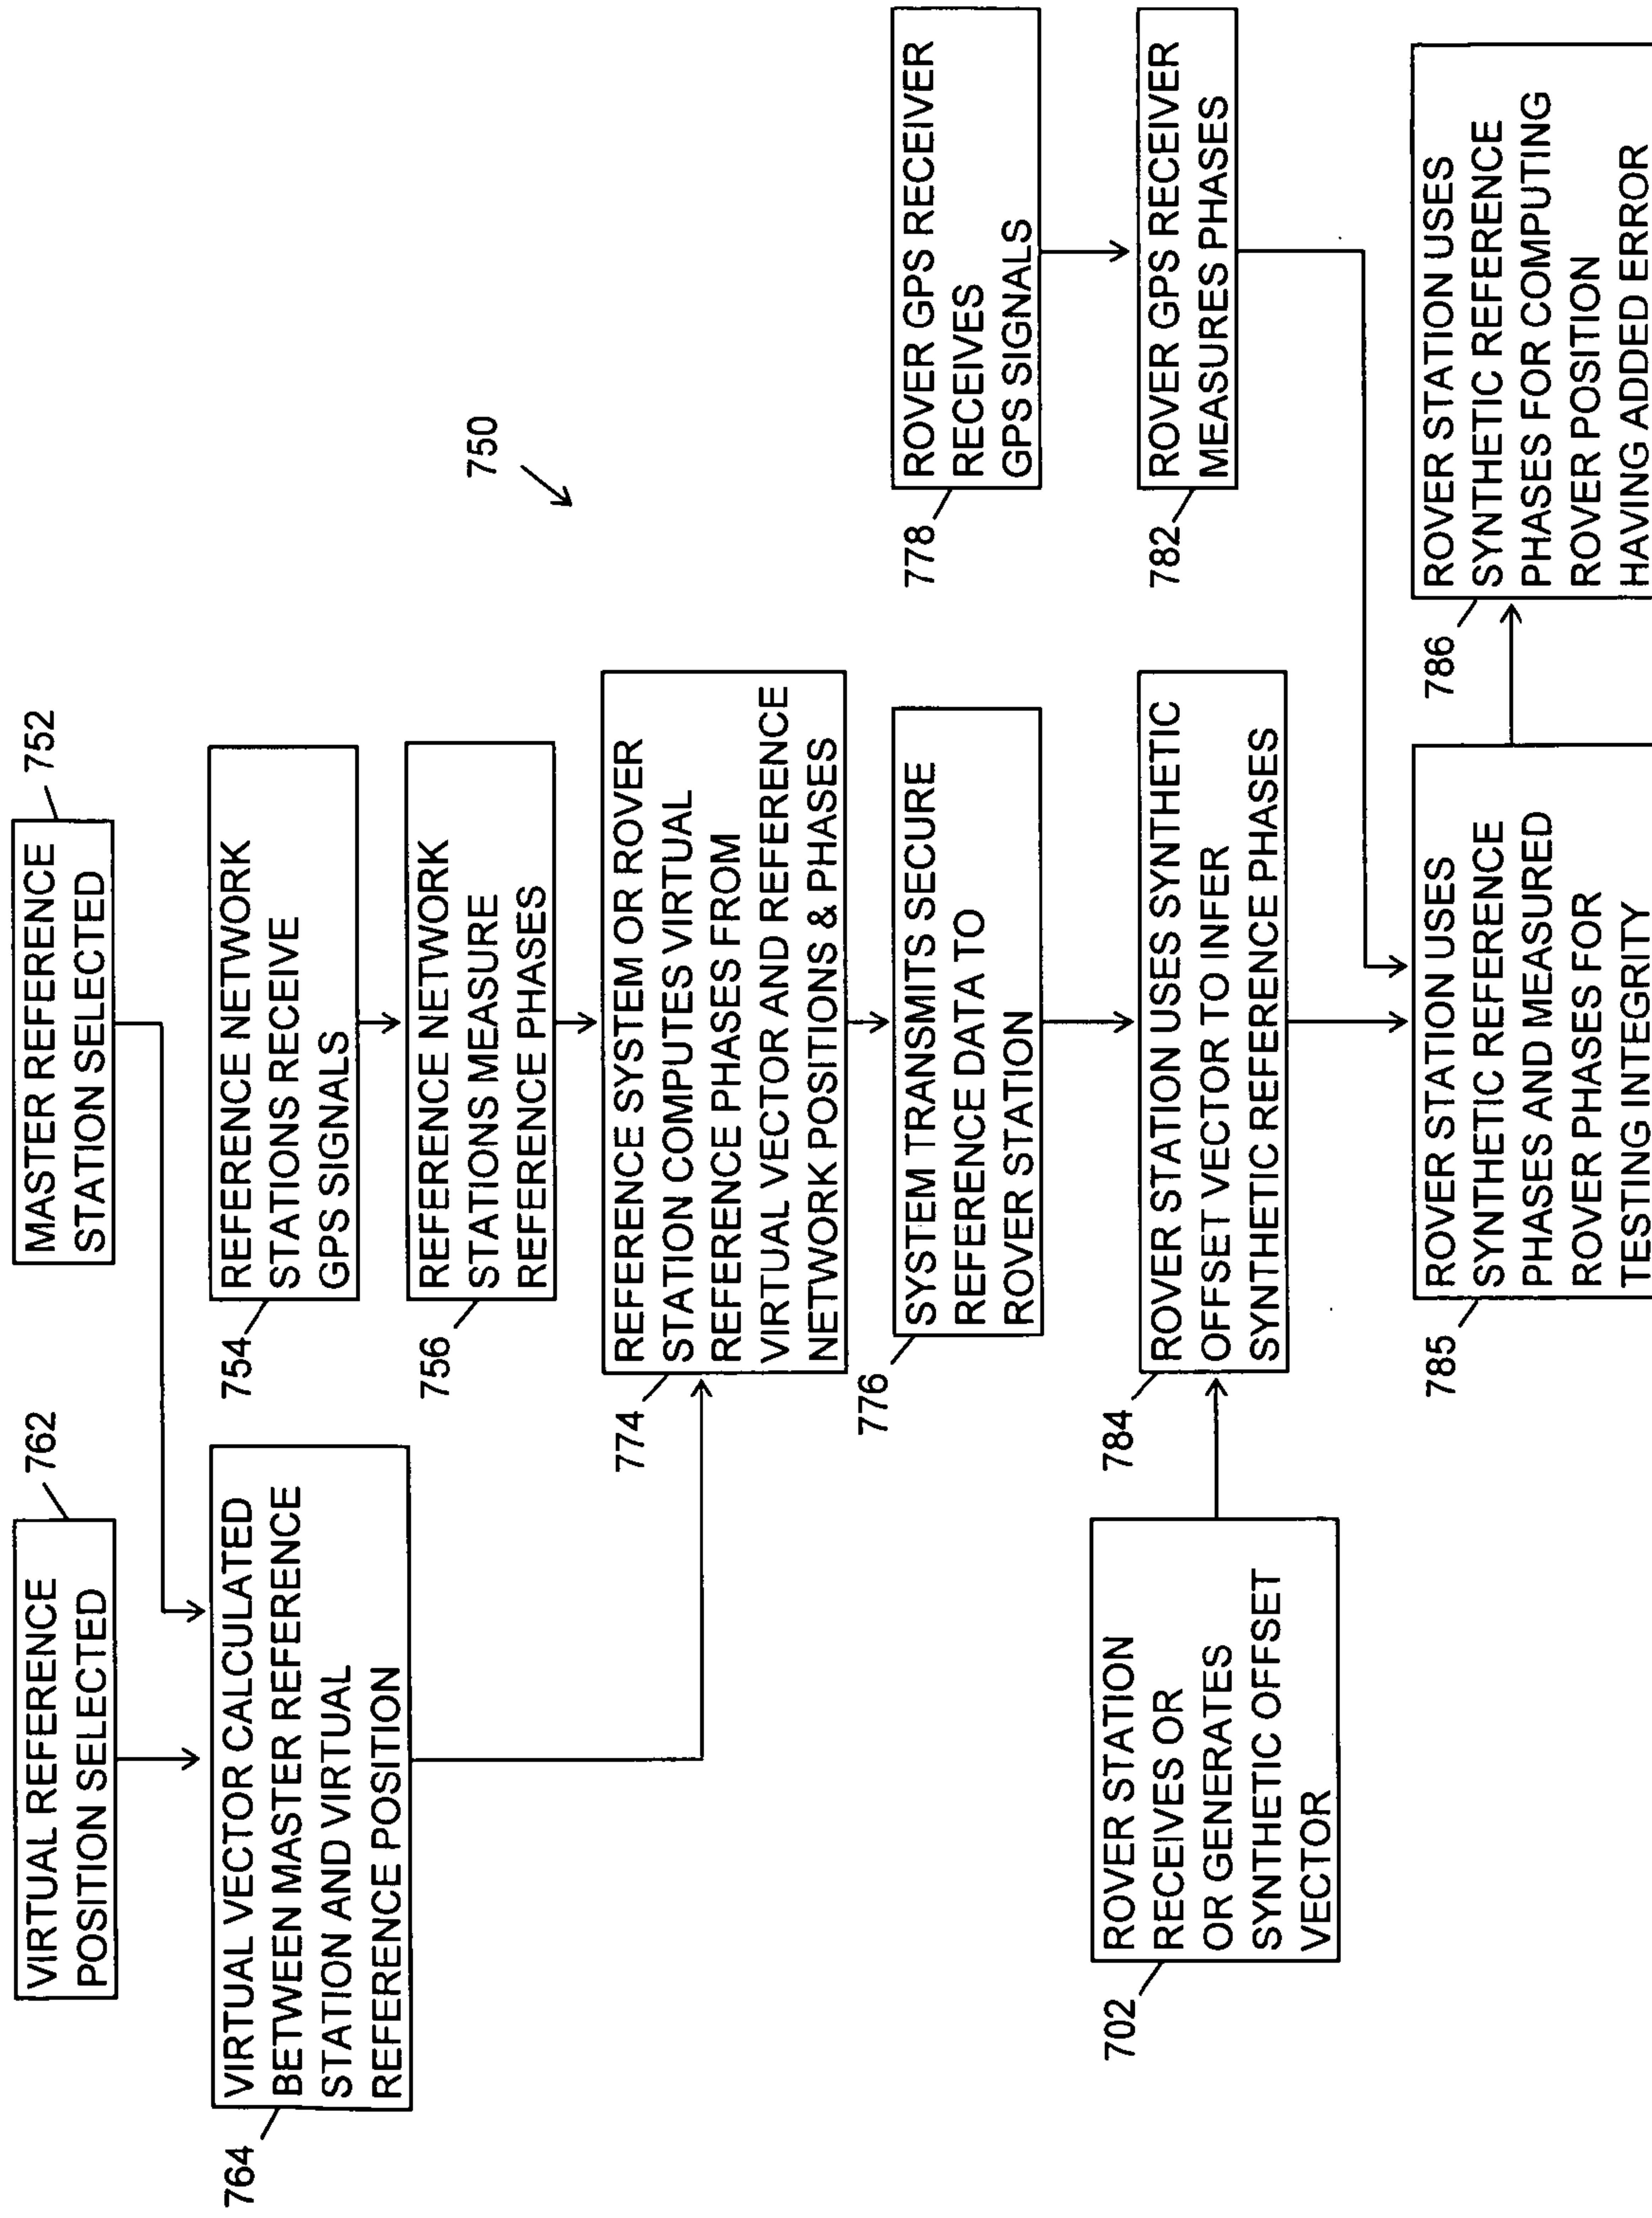 VIRTUAL REFERENCE
POSITION SELECTED
762
MASTER REFERENCE
STATION SELECTED
752
VIRTUAL VECTOR CALCULATED
BETWEEN MASTER REFERENCE
STATION AND VIRTUAL
REFERENCE POSITION
764
REFERENCE NETWORK
STATIONS RECEIVE
GPS SIGNALS
754
REFERENCE NETWORK
STATIONS MEASURE
REFERENCE PHASES
756
750
REFERENCE SYSTEM OR ROVER
STATION COMPUTES VIRTUAL
REFERENCE PHASES FROM
VIRTUAL VECTOR AND REFERENCE
NETWORK POSITIONS & PHASES
774
SYSTEM TRANSMITS SECURE
REFERENCE DATA TO
ROVER STATION
776
ROVER GPS RECEIVER
RECEIVES
GPS SIGNALS
778
ROVER STATION
RECEIVES OR
OR GENERATES
SYNTHETIC OFFSET
VECTOR
702
ROVER STATION USES SYNTHETIC
OFFSET VECTOR TO INFER
SYNTHETIC REFERENCE PHASES
784
ROVER GPS RECEIVER
MEASURES PHASES
782
ROVER STATION USES
SYNTHETIC REFERENCE
PHASES AND MEASURED
ROVER PHASES FOR
TESTING INTEGRITY
785
ROVER STATION USES
SYNTHETIC REFERENCE
PHASES FOR COMPUTING
ROVER POSITION
HAVING ADDED ERROR
786